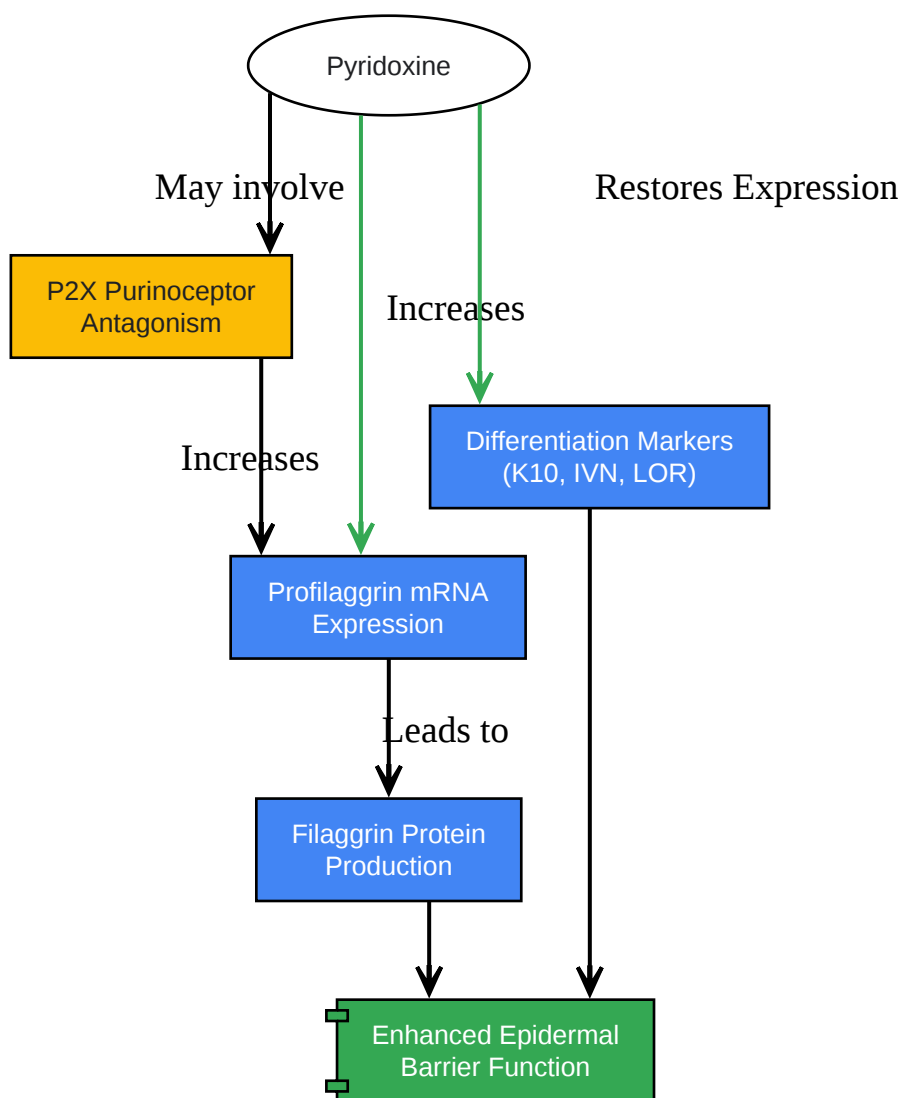 Pyridoxine
May involve
Restores Expression
P2X Purinoceptor
Antagonism
Increases
Differentiation Markers
(K10, IVN, LOR)
Increases
Profilaggrin mRNA
Expression
Leads to
Filaggrin Protein
Production
Enhanced Epidermal
Barrier Function